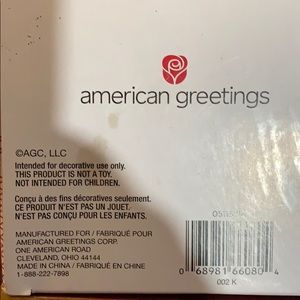 american greetings
©AGC, LLC
Intended for decorative use only.
THIS PRODUCT IS NOT A TOY.
NOT INTENDED FOR CHILDREN.
Conçu à des fins décoratives seulement.
CE PRODUIT N'EST PAS UN JOUET.
N'EST PAS CONÇU POUR LES ENFANTS.
MANUFACTURED FOR / FABRIQUÉ POUR
AMERICAN GREETINGS CORP.
ONE AMERICAN ROAD
CLEVELAND, OHIO 44144
MADE IN CHINA / FABRIQUÉ EN CHINE
1-888-222-7898
0 68981 66080 4
002 K